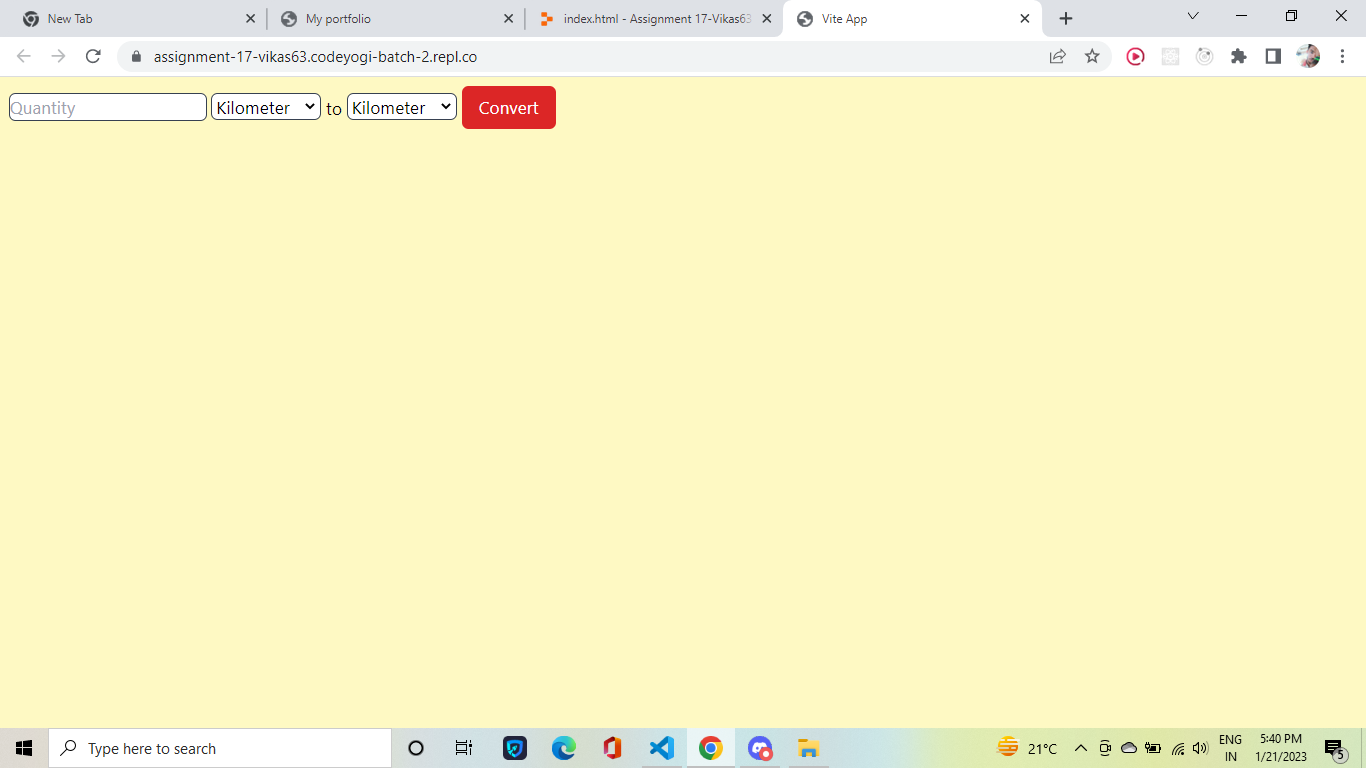 New Tab
My portfolio
index.html - Assignment 17-Vikas63
Vite App
assignment-17-vikas63.codeyogi-batch-2.repl.co
Quantity Kilometer to Kilometer Convert
Type here to search
21°C
ENG
IN
5:40 PM
1/21/2023
5